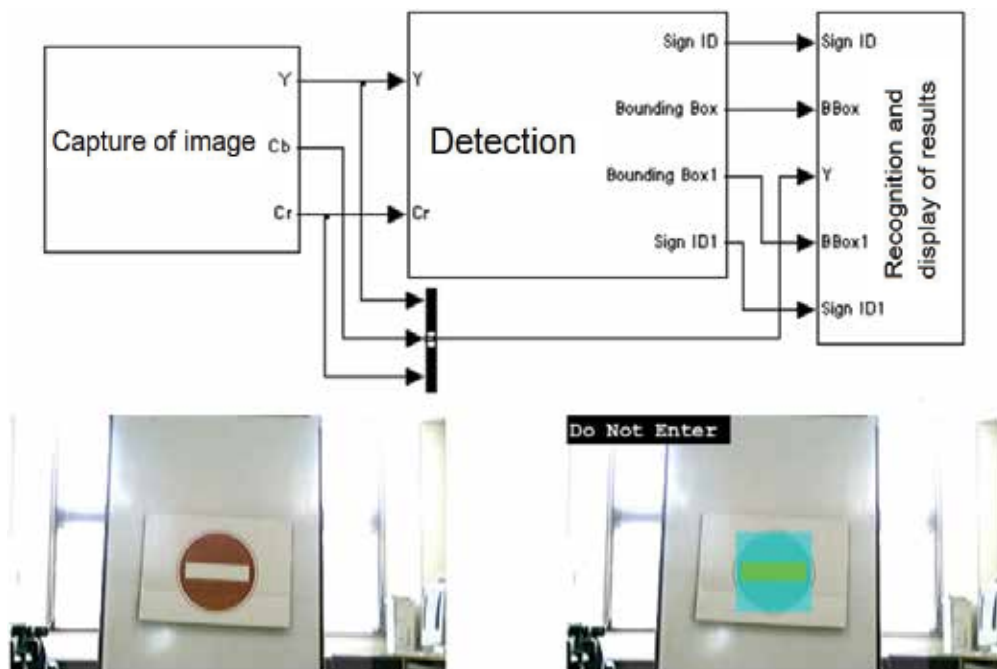 Capture of image
Y
Cb
Cr
Y
Cr
Detection
Sign ID
Bounding Box
Bounding Box1
Sign ID1
Sign ID
BBox
Y
BBox1
Sign ID1
Recognition and
display of results
Do Not Enter